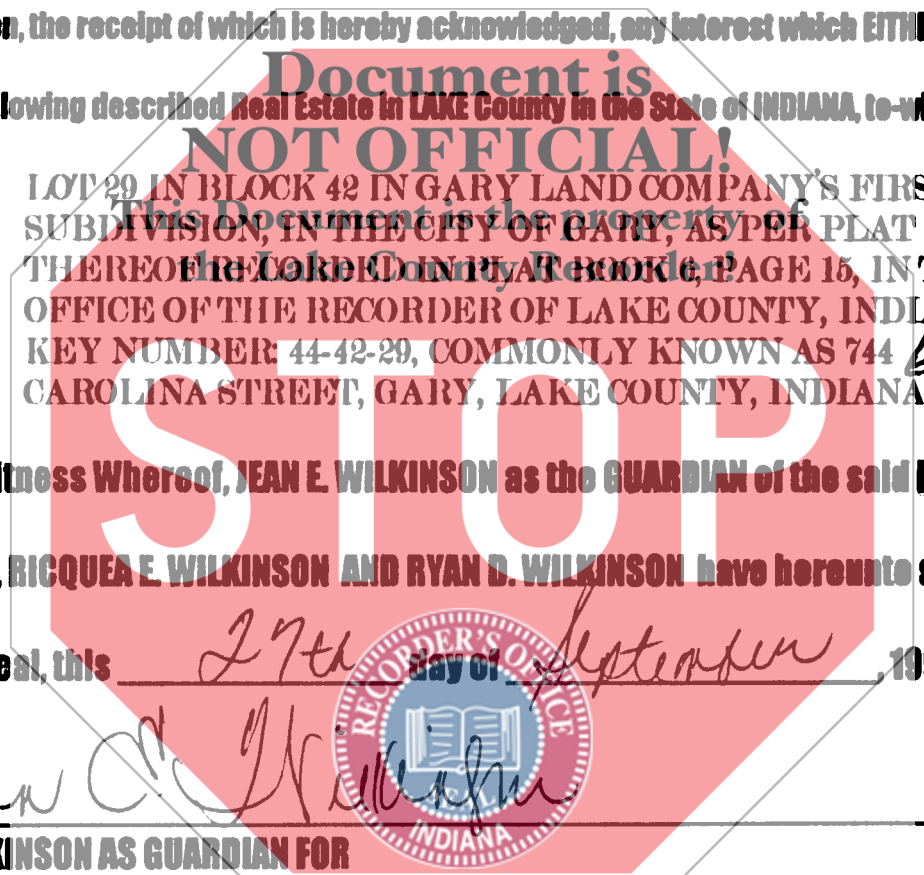 n, the receipt of which is hereby acknowledged, any interest which EITH
Document is
lowing described Real Estate in LAKE County in the State of INDIANA, to-w
NOT OFFICIAL!
LOT 29 IN BLOCK 42 IN GARY LAND COMPANY'S FIRS
This Document is the property of
SUBDIVISION, IN THE CITY OF GARY, AS PER PLAT
the Lake County Recorder!
THEREOF RECORDED IN PLAT BOOK 6, PAGE 15, IN T
OFFICE OF THE RECORDER OF LAKE COUNTY, INDI
KEY NUMBER: 44-42-29, COMMONLY KNOWN AS 744
CAROLINA STREET, GARY, LAKE COUNTY, INDIANA
STOP
itness Whereof, JEAN E. WILKINSON as the GUARDIAN of the said
, RICQUEA E. WILKINSON AND RYAN D. WILKINSON have hereunto s
eal, this 27th day of September, 19
n E. Wilkinson
RECORDER'S OFFICE
SEAL
INDIANA
KINSON AS GUARDIAN FOR